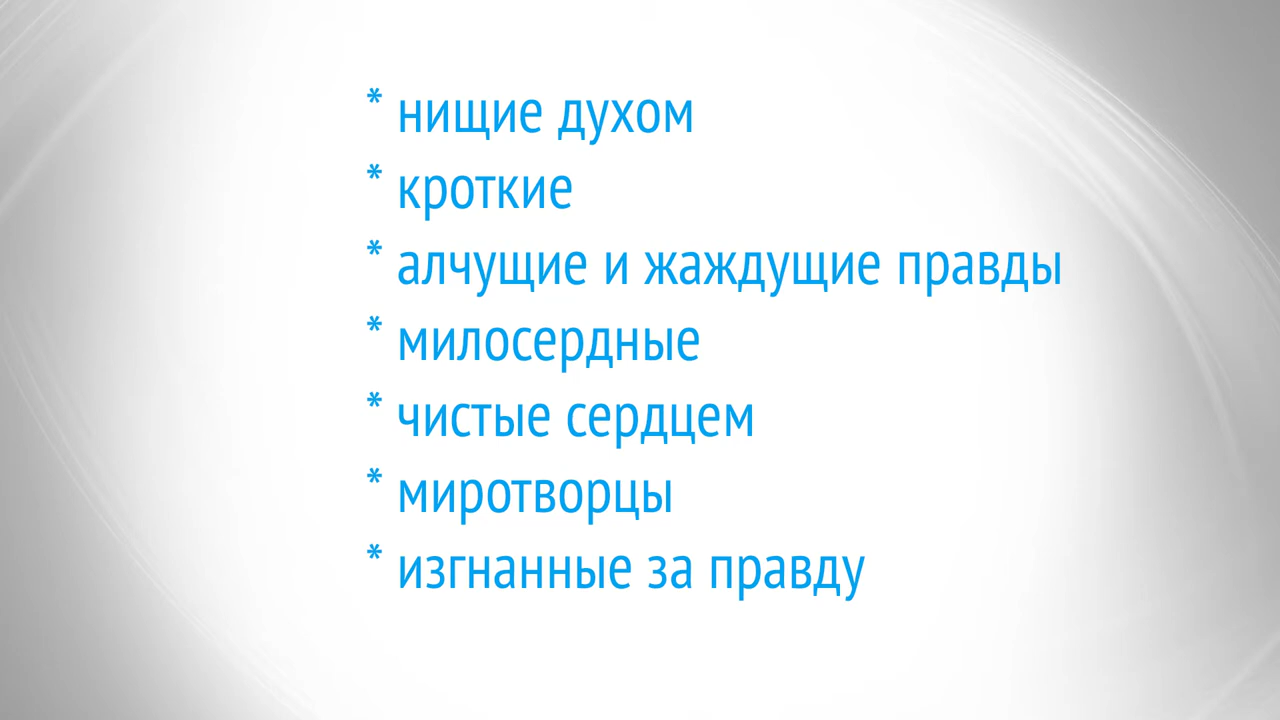 * нищие духом
* кроткие
* алчущие и жаждущие правды
* милосердные
* чистые сердцем
* миротворцы
* изгнанные за правду